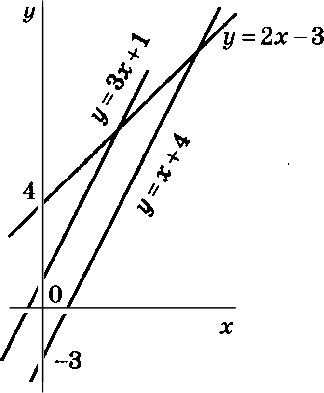 y
y = 2x – 3
y = 3x + 1
y = x + 4
4
0
x
–3